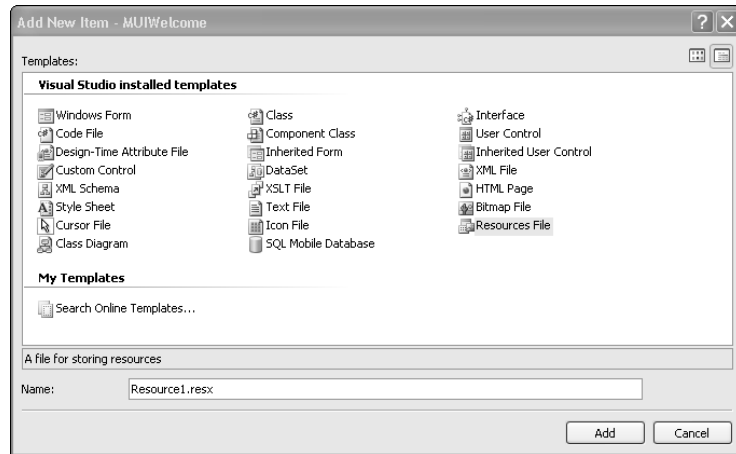 Add New Item - MUIWelcome
Templates:
Visual Studio installed templates
Windows Form Class Interface
Code File Component Class User Control
Design-Time Attribute File Inherited Form Inherited User Control
Custom Control DataSet XML File
XML Schema XSLT File HTML Page
Style Sheet Text File Bitmap File
Cursor File Icon File Resources File
Class Diagram SQL Mobile Database
My Templates
Search Online Templates...
A file for storing resources
Name: Resource1.resx
Add Cancel